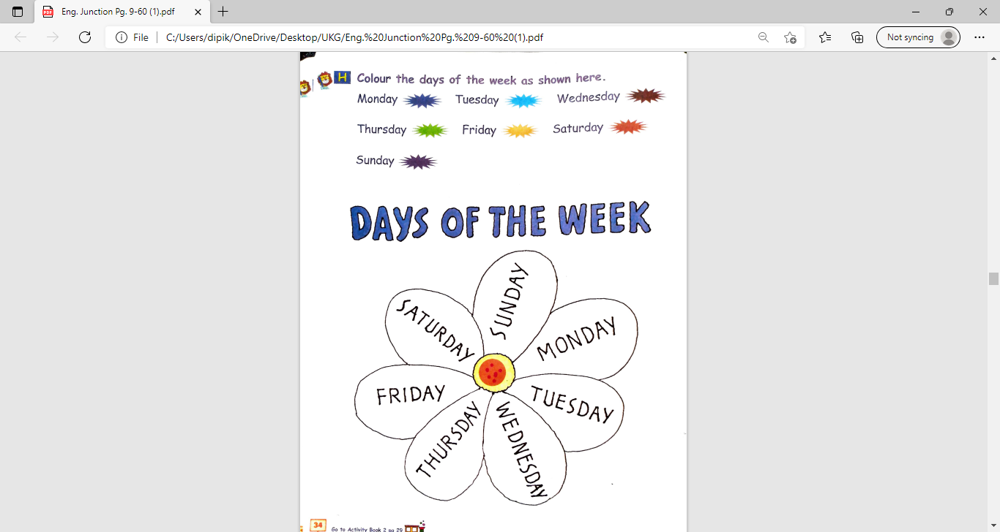 Eng. Junction Pg. 9-60 (1).pdf
File C:/Users/dipik/OneDrive/Desktop/UKG/Eng.%20Junction%20Pg.%209-60%20(1).pdf Not syncing
H Colour the days of the week as shown here.
Monday Tuesday Wednesday
Thursday Friday Saturday
Sunday
DAYS OF THE WEEK
SUNDAY
MONDAY
TUESDAY
WEDNESDAY
THURSDAY
FRIDAY
SATURDAY
34 Go to Activity Book 2 pg 29